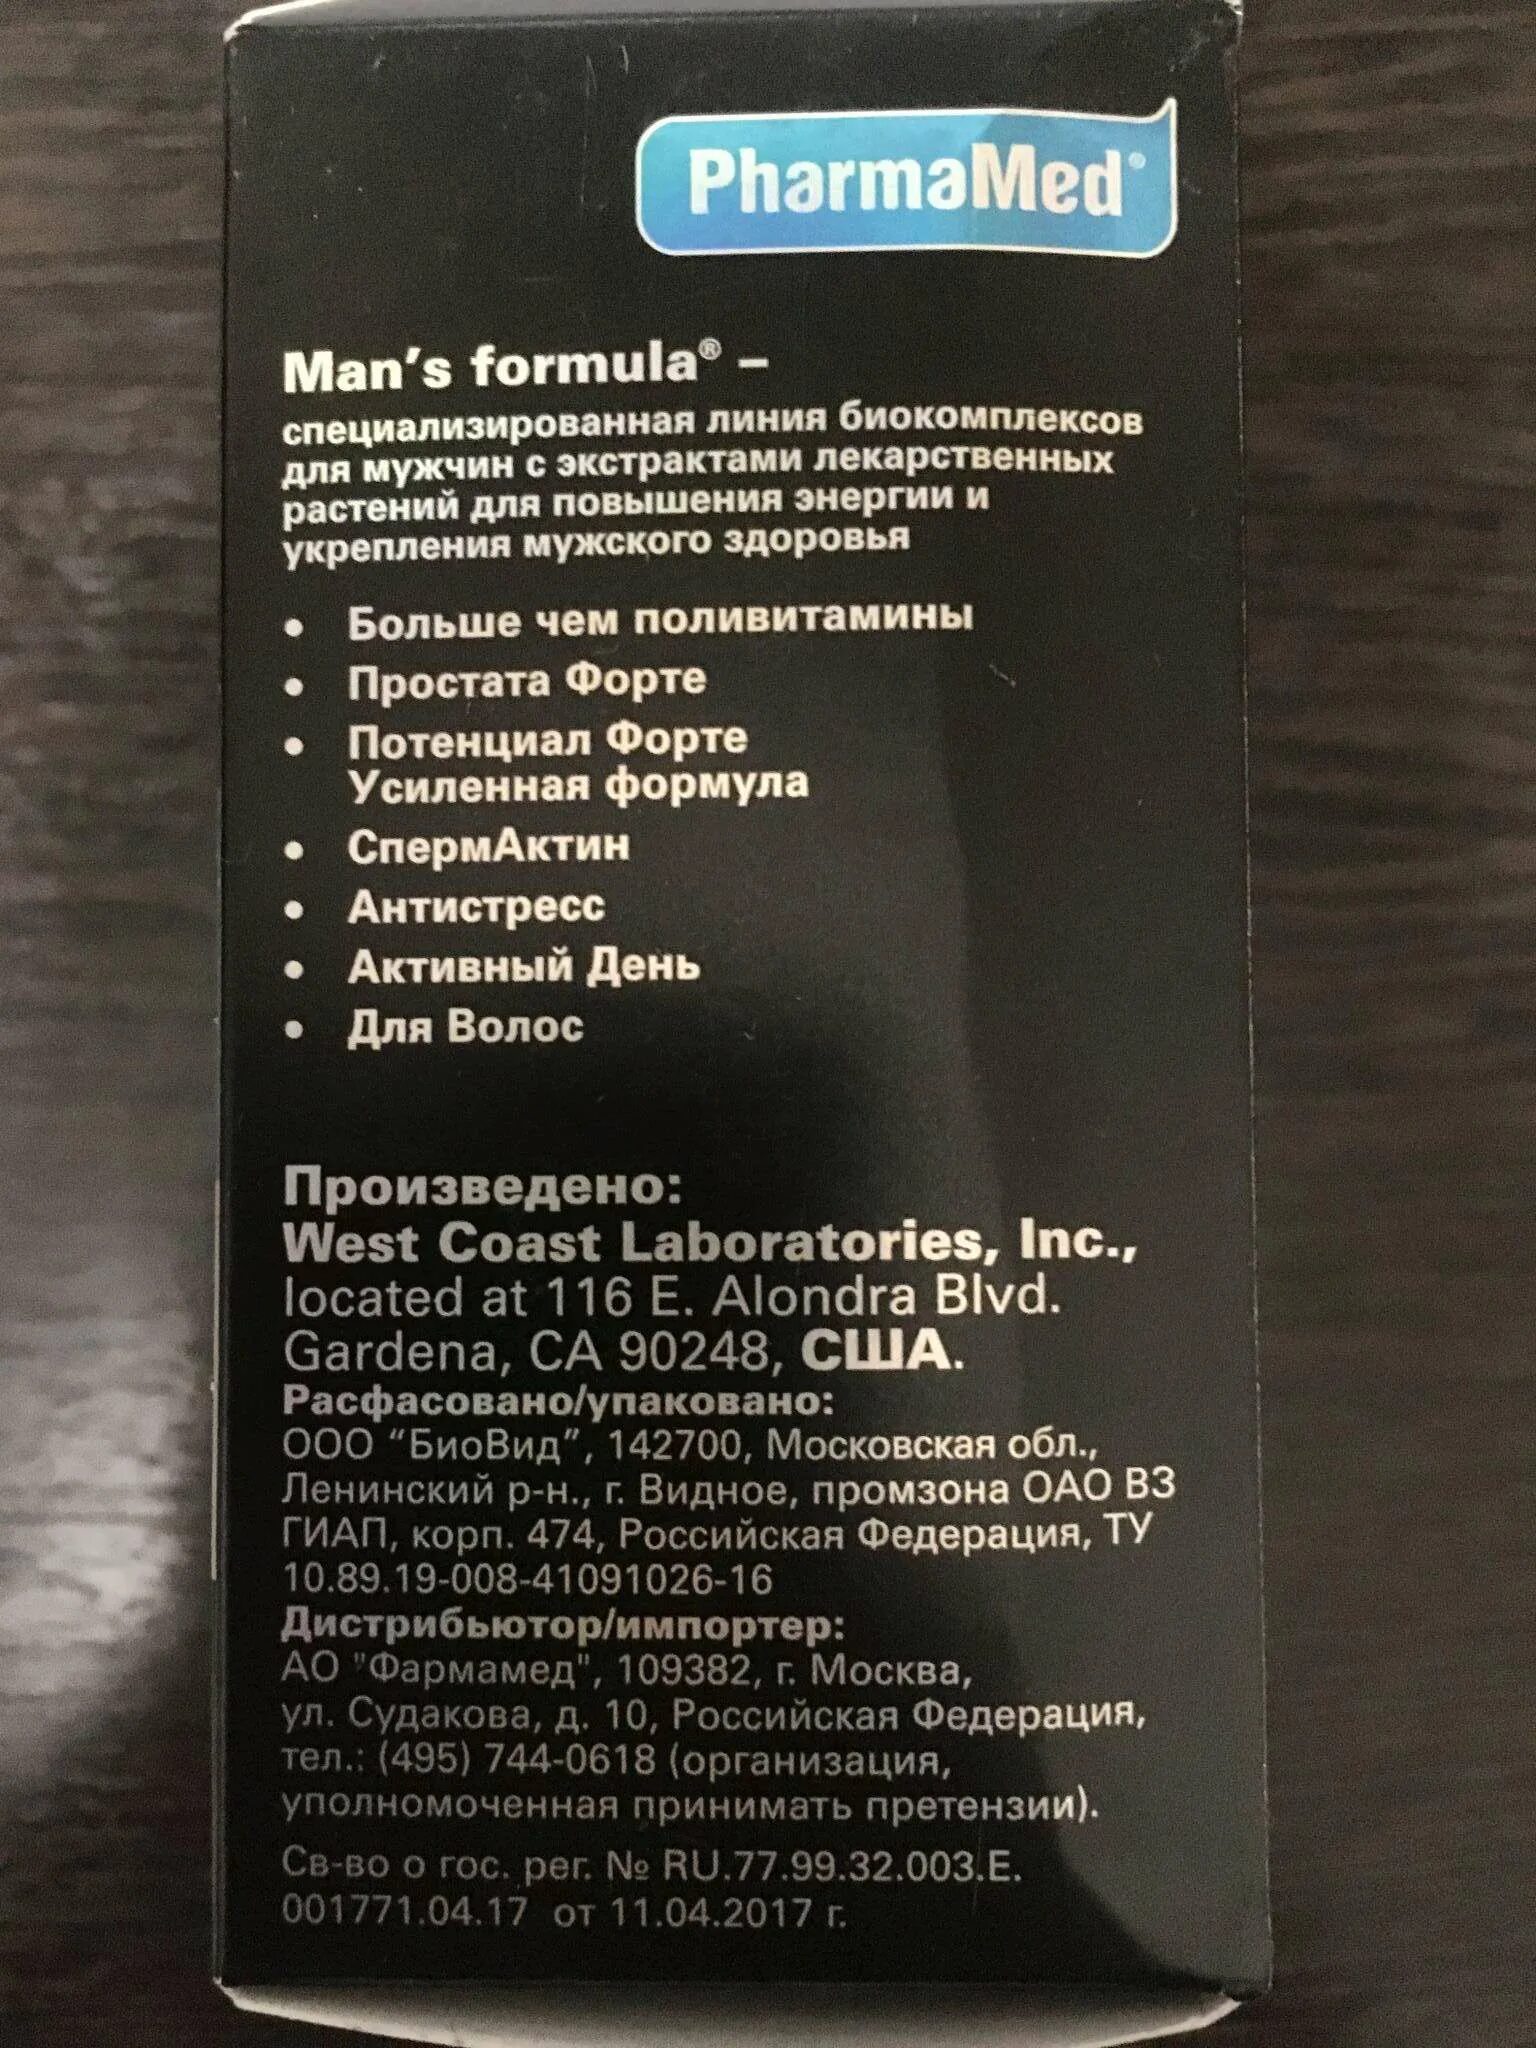 PharmaMed®
Man’s formula® –
специализированная линия биокомплексов
для мужчин с экстрактами лекарственных
растений для повышения энергии и
укрепления мужского здоровья
• Больше чем поливитамины
• Простата Форте
• Потенциал Форте
Усиленная формула
• СпермАктин
• Антистресс
• Активный День
• Для Волос
Произведено:
West Coast Laboratories, Inc.,
located at 116 E. Alondra Blvd.
Gardena, CA 90248, США.
Расфасовано/упаковано:
ООО “БиоВид”, 142700, Московская обл.,
Ленинский р-н., г. Видное, промзона ОАО ВЗ
ГИАП, корп. 474, Российская Федерация, ТУ
10.89.19-008-41091026-16
Дистрибьютор/импортер:
АО "Фармамед", 109382, г. Москва,
ул. Судакова, д. 10, Российская Федерация,
тел.: (495) 744-0618 (организация,
уполномоченная принимать претензии).
Св-во о гос. рег. № RU.77.99.32.003.Е.
001771.04.17 от 11.04.2017 г.